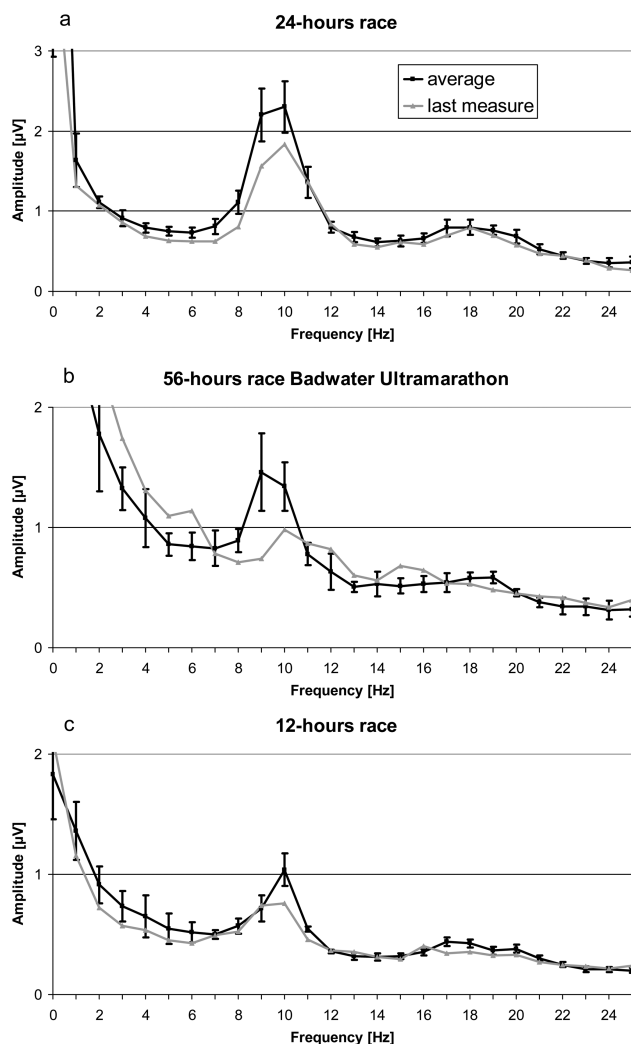 a
24-hours race
3
2
1
0
Amplitude [µV]
average
last measure
0 2 4 6 8 10 12 14 16 18 20 22 24
Frequency [Hz]
b
56-hours race Badwater Ultramarathon
2
1
0
Amplitude [µV]
0 2 4 6 8 10 12 14 16 18 20 22 24
Frequency [Hz]
c
12-hours race
2
1
0
Amplitude [µV]
0 2 4 6 8 10 12 14 16 18 20 22 24
Frequency [Hz]